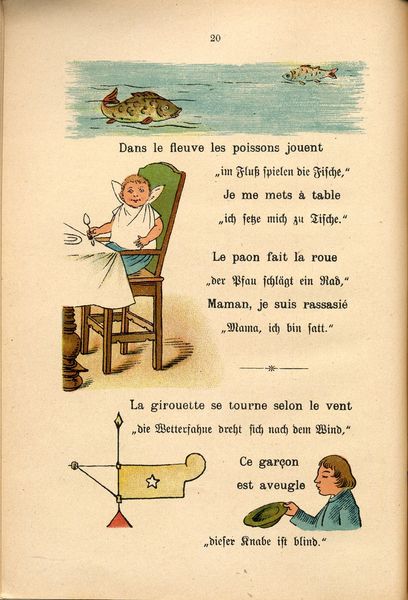 20
Dans le fleuve les poissons jouent
„im Fluß spielen die Fische,“
Je me mets à table
„ich setze mich zu Tische.“
Le paon fait la roue
„der Pfau schlägt ein Rad,“
Maman, je suis rassasié
„Mama, ich bin satt.“
La girouette se tourne selon le vent
„die Wetterfahne dreht sich nach dem Wind,“
Ce garçon
est aveugle
„dieser Knabe ist blind.“